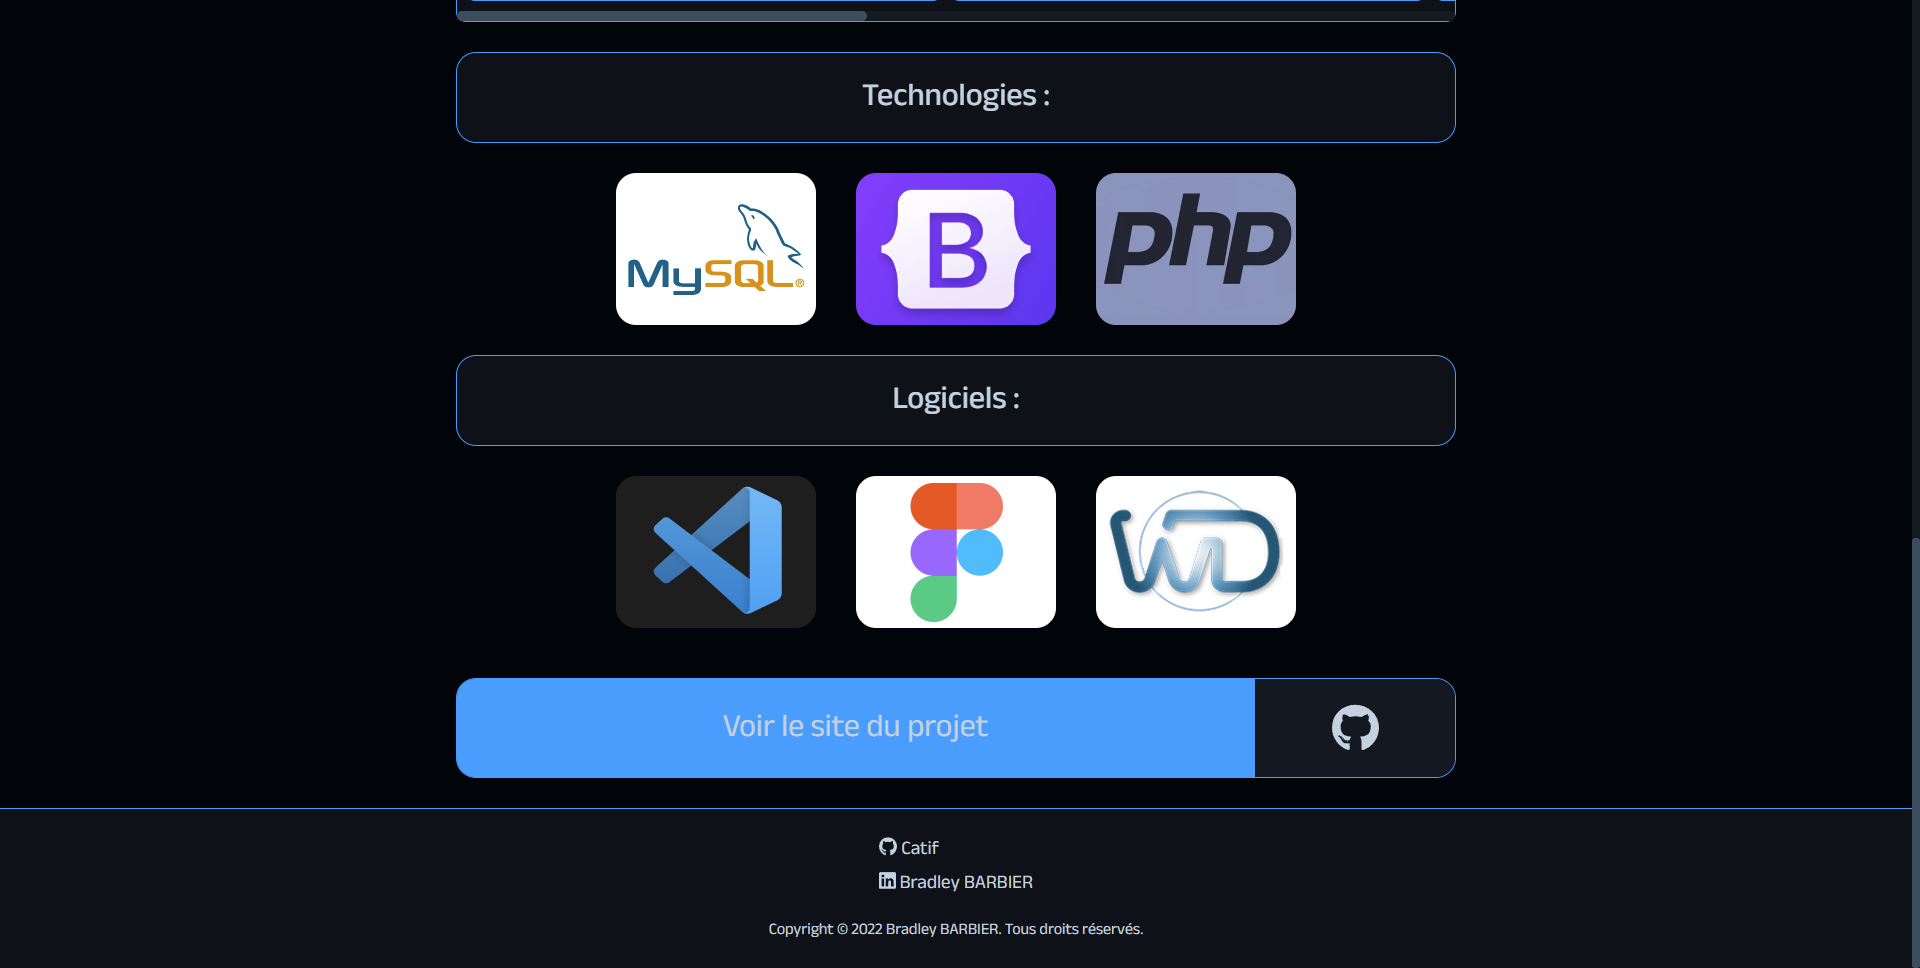 Technologies :
MySQL®
B
php
Logiciels :
WD
Voir le site du projet
Catif
in Bradley BARBIER
Copyright © 2022 Bradley BARBIER. Tous droits réservés.